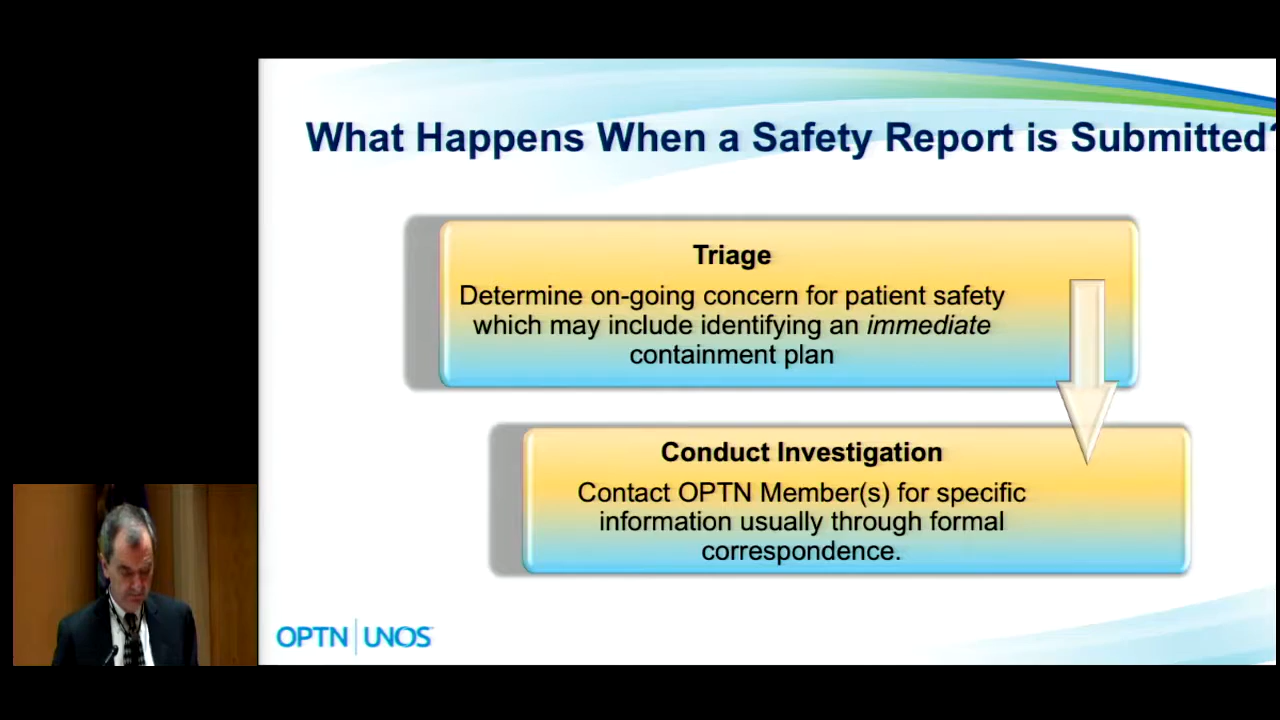 What Happens When a Safety Report is Submitted?
Triage
Determine on-going concern for patient safety
which may include identifying an immediate
containment plan
Conduct Investigation
Contact OPTN Member(s) for specific
information usually through formal
correspondence.
OPTN UNOS